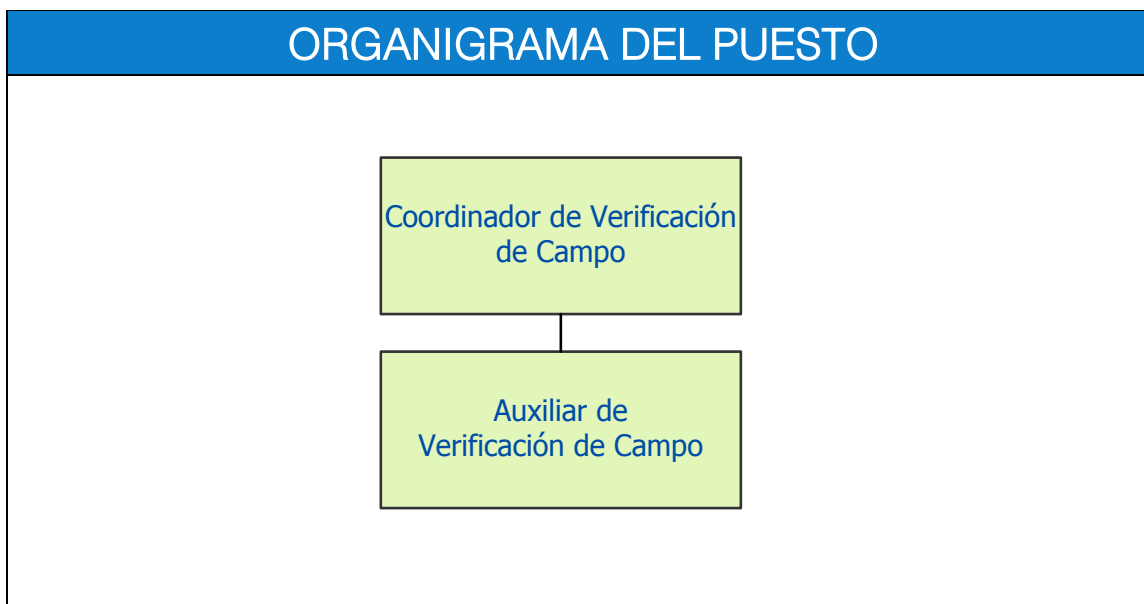 ORGANIGRAMA DEL PUESTO
Coordinador de Verificación
de Campo
Auxiliar de
Verificación de Campo